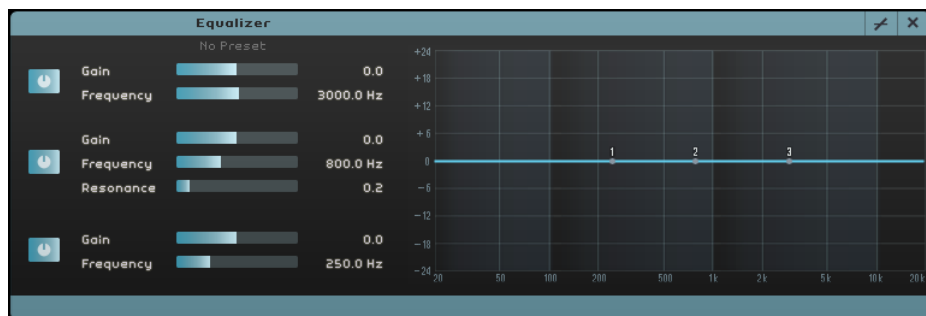 Equalizer
No Preset
Gain 0.0
Frequency 3000.0 Hz
Gain 0.0
Frequency 800.0 Hz
Resonance 0.2
Gain 0.0
Frequency 250.0 Hz
+24
+18
+12
+6
0
-6
-12
-18
-24
1 2 3
20 50 100 200 500 1k 2k 5k 10k 20k